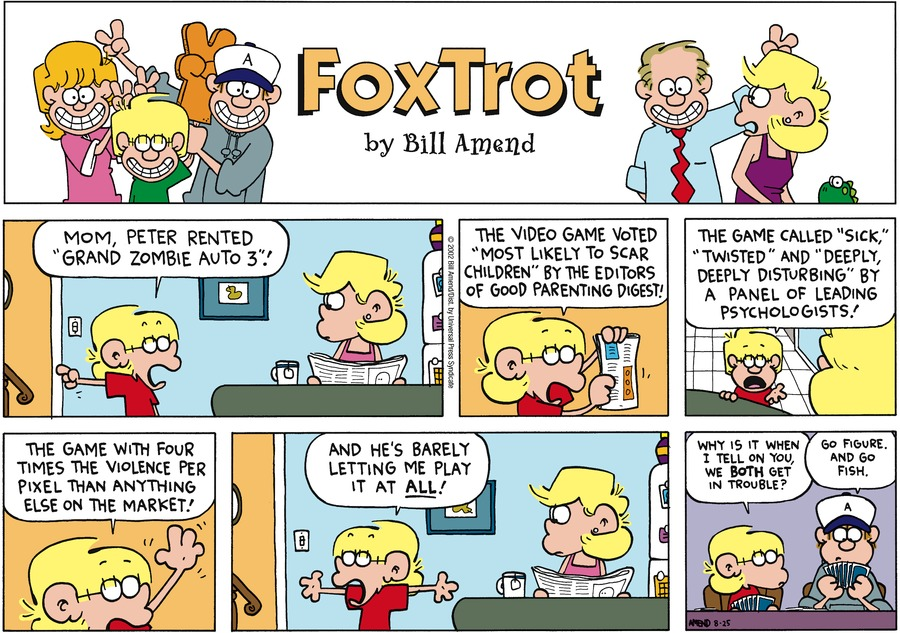 A
FoxTrot
by Bill Amend
MOM, PETER RENTED
"GRAND ZOMBIE AUTO 3"!
© 2002 Bill Amend/Dist. by Universal Press Syndicate
THE VIDEO GAME VOTED
"MOST LIKELY TO SCAR
CHILDREN" BY THE EDITORS
OF GOOD PARENTING DIGEST!
THE GAME CALLED "SICK,"
"TWISTED" AND "DEEPLY,
DEEPLY DISTURBING" BY
A PANEL OF LEADING
PSYCHOLOGISTS!
THE GAME WITH FOUR
TIMES THE VIOLENCE PER
PIXEL THAN ANYTHING
ELSE ON THE MARKET!
AND HE'S BARELY
LETTING ME PLAY
IT AT ALL!
WHY IS IT WHEN
I TELL ON YOU,
WE BOTH GET
IN TROUBLE?
GO FIGURE.
AND GO
FISH.
A
AMEND 8-25